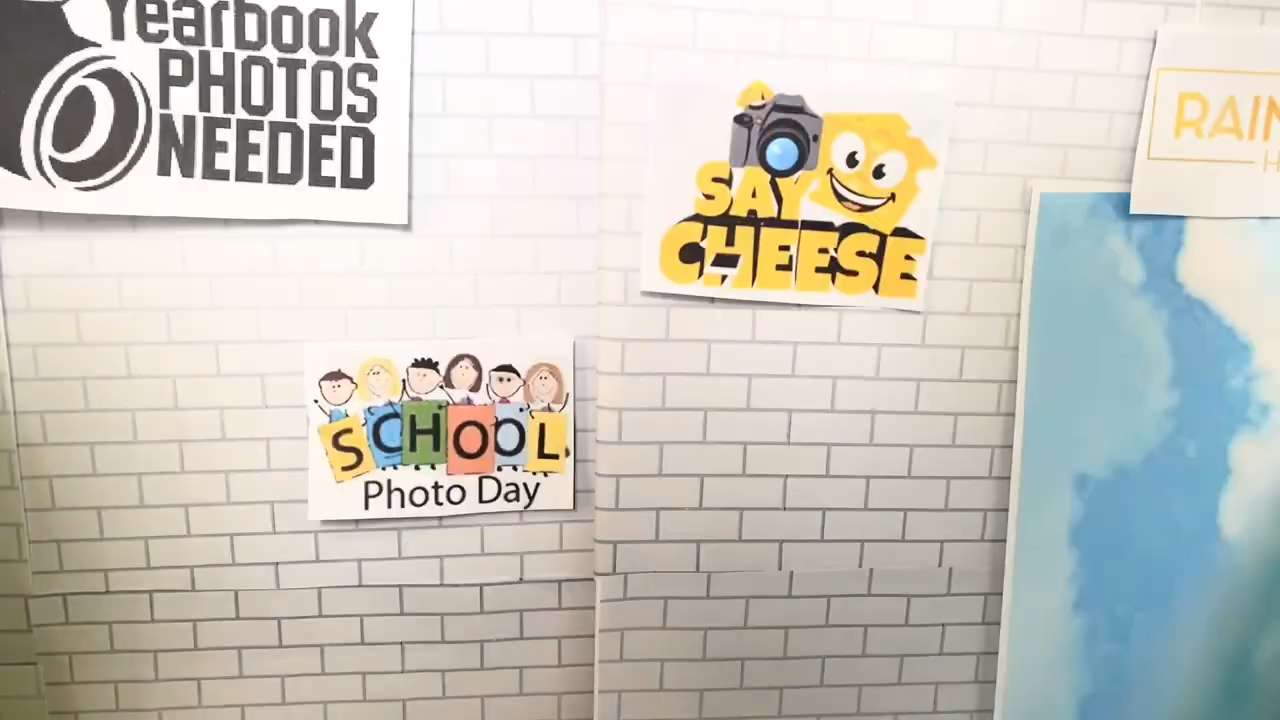 Yearbook
PHOTOS
NEEDED
SAY
CHEESE
SCHOOL
Photo Day